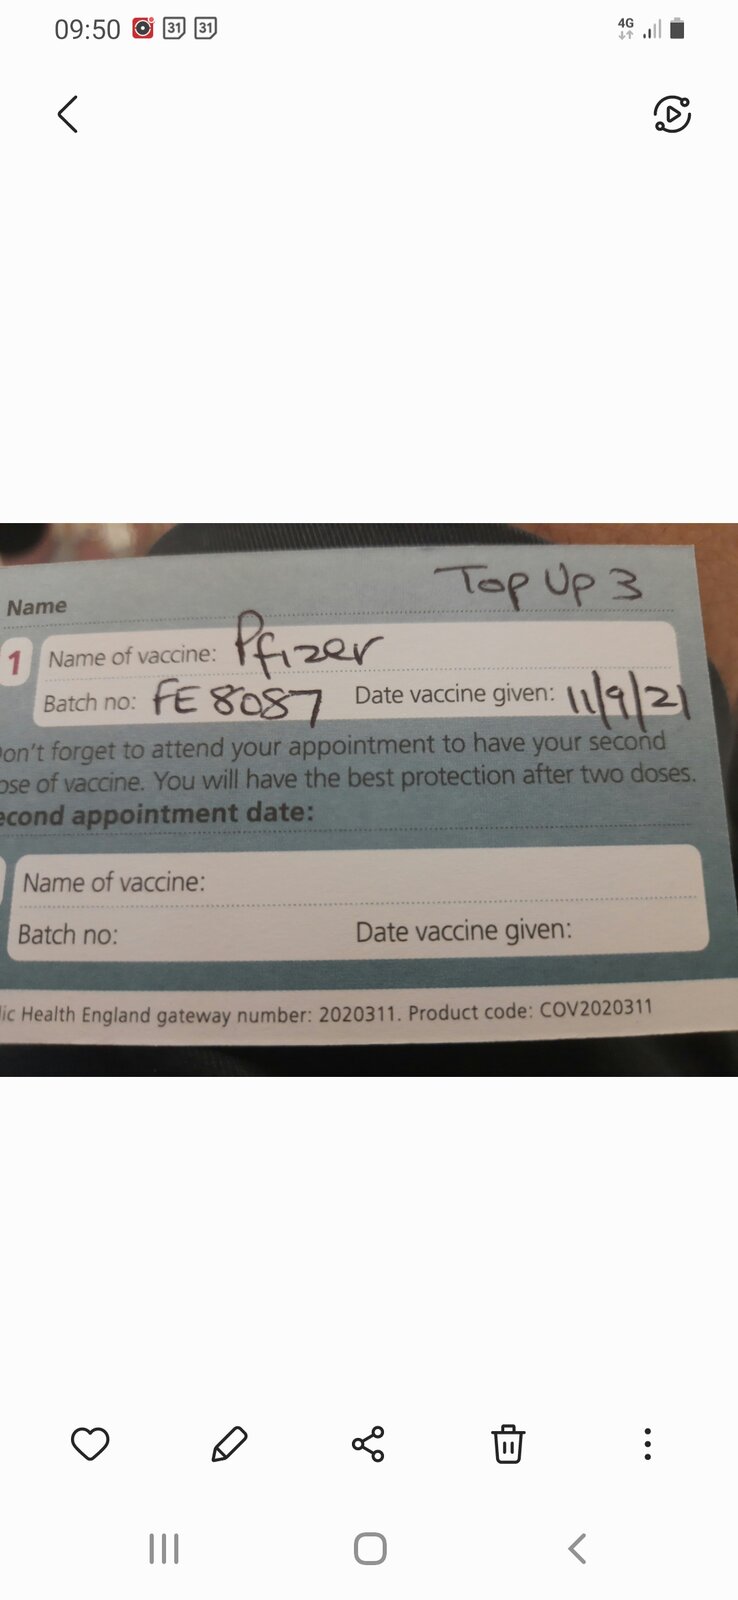 09:50 31 31 4G
Top Up 3
Name
1 Name of vaccine: Pfizer
Batch no: FE8087 Date vaccine given: 11/9/21
on't forget to attend your appointment to have your second
ose of vaccine. You will have the best protection after two doses.
econd appointment date:
Name of vaccine:
Batch no: Date vaccine given:
lic Health England gateway number: 2020311. Product code: COV2020311